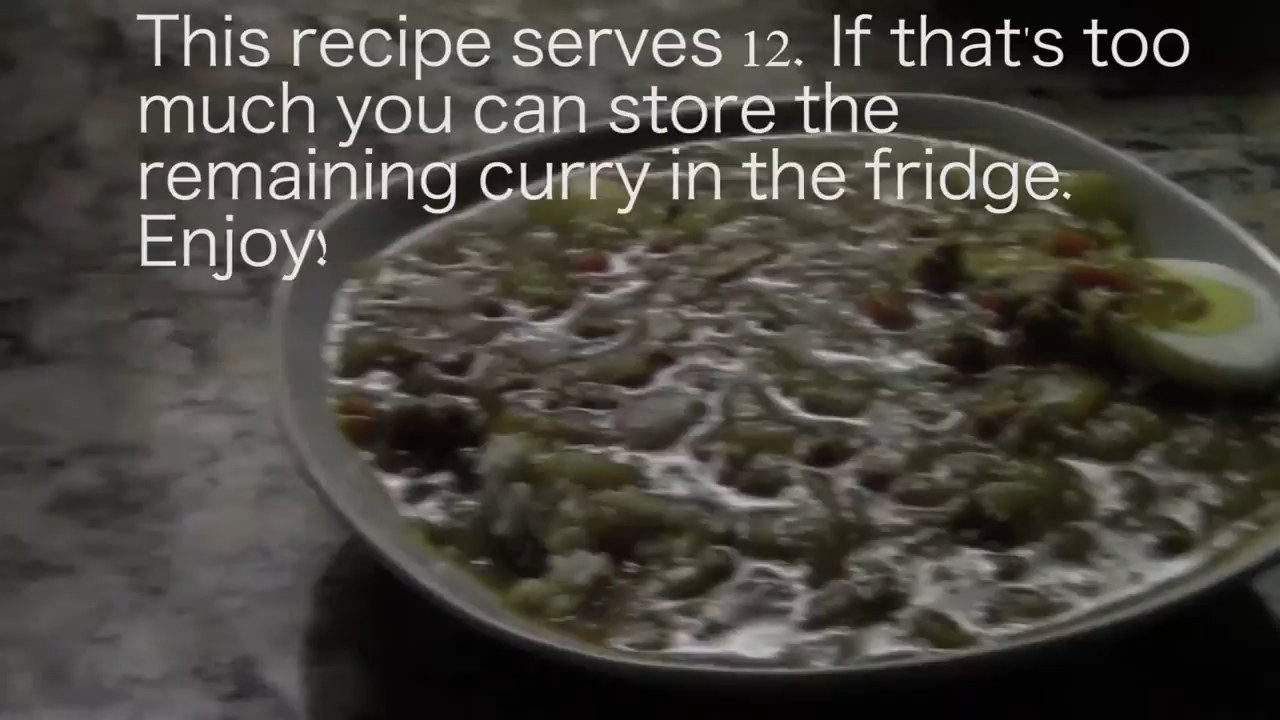 This recipe serves 12. If that's too
much you can store the
remaining curry in the fridge.
Enjoy!